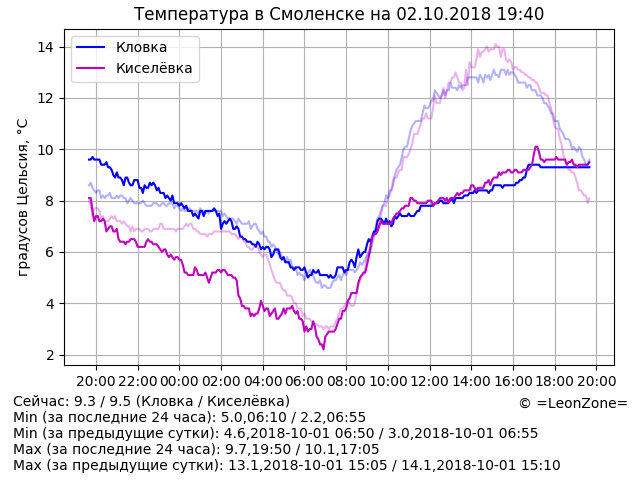 Температура в Смоленске на 02.10.2018 19:40
Кловка
Киселёвка
градусов Цельсия, °C
14
12
10
8
6
4
2
20:00 22:00 00:00 02:00 04:00 06:00 08:00 10:00 12:00 14:00 16:00 18:00 20:00
Сейчас: 9.3 / 9.5 (Кловка / Киселёвка)
© =LeonZone=
Min (за последние 24 часа): 5.0,06:10 / 2.2,06:55
Min (за предыдущие сутки): 4.6,2018-10-01 06:50 / 3.0,2018-10-01 06:55
Max (за последние 24 часа): 9.7,19:50 / 10.1,17:05
Max (за предыдущие сутки): 13.1,2018-10-01 15:05 / 14.1,2018-10-01 15:10